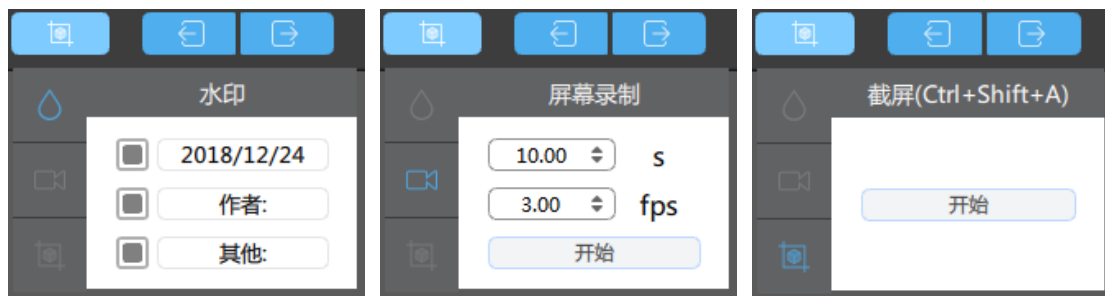 水印
2018/12/24
作者:
其他:
屏幕录制
10.00 s
3.00 fps
开始
截屏(Ctrl+Shift+A)
开始